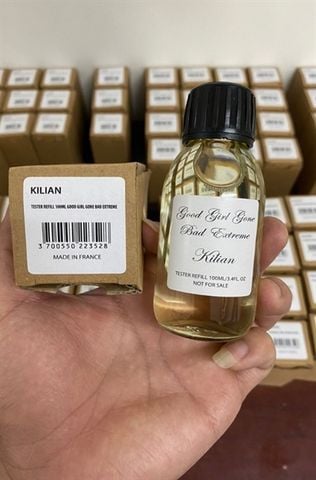 KILIAN
TESTER REFILL 100ML GOOD GIRL GONE BAD EXTREME
3 700550 223528
MADE IN FRANCE
Good Girl Gone
Bad Extreme
Kilian
TESTER REFILL 100ML/3.4FL.OZ
NOT FOR SALE